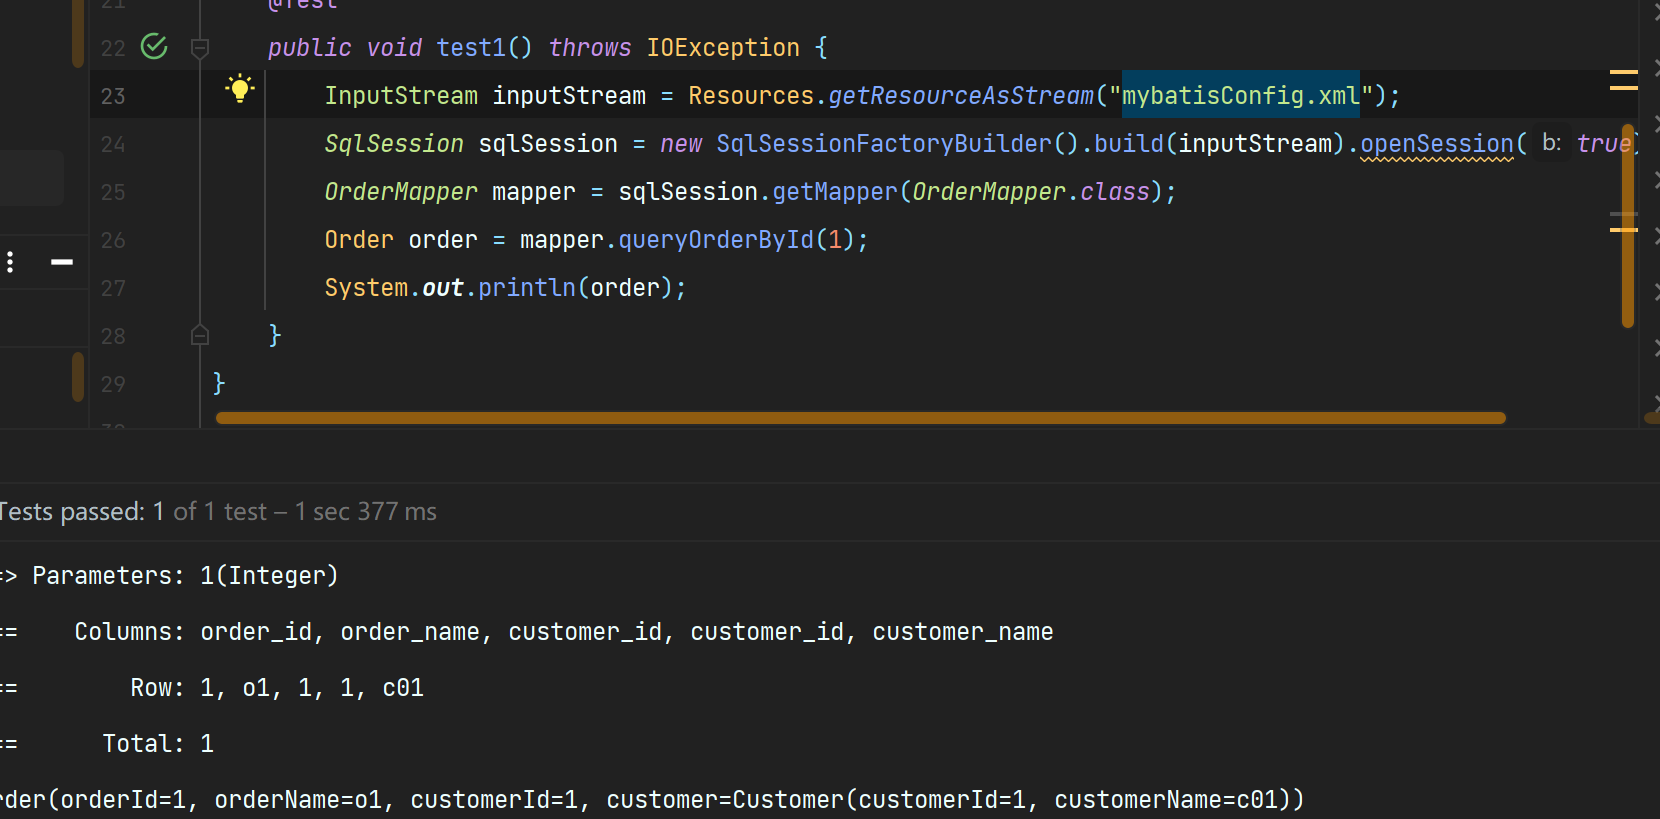 21 @Test
22 public void test1() throws IOException {
23 InputStream inputStream = Resources.getResourceAsStream("mybatisConfig.xml");
24 SqlSession sqlSession = new SqlSessionFactoryBuilder().build(inputStream).openSession( b: true)
25 OrderMapper mapper = sqlSession.getMapper(OrderMapper.class);
26 Order order = mapper.queryOrderById(1);
27 System.out.println(order);
28 }
29 }
30
Tests passed: 1 of 1 test – 1 sec 377 ms
=> Parameters: 1(Integer)
== Columns: order_id, order_name, customer_id, customer_id, customer_name
== Row: 1, o1, 1, 1, c01
== Total: 1
rder(orderId=1, orderName=o1, customerId=1, customer=Customer(customerId=1, customerName=c01))